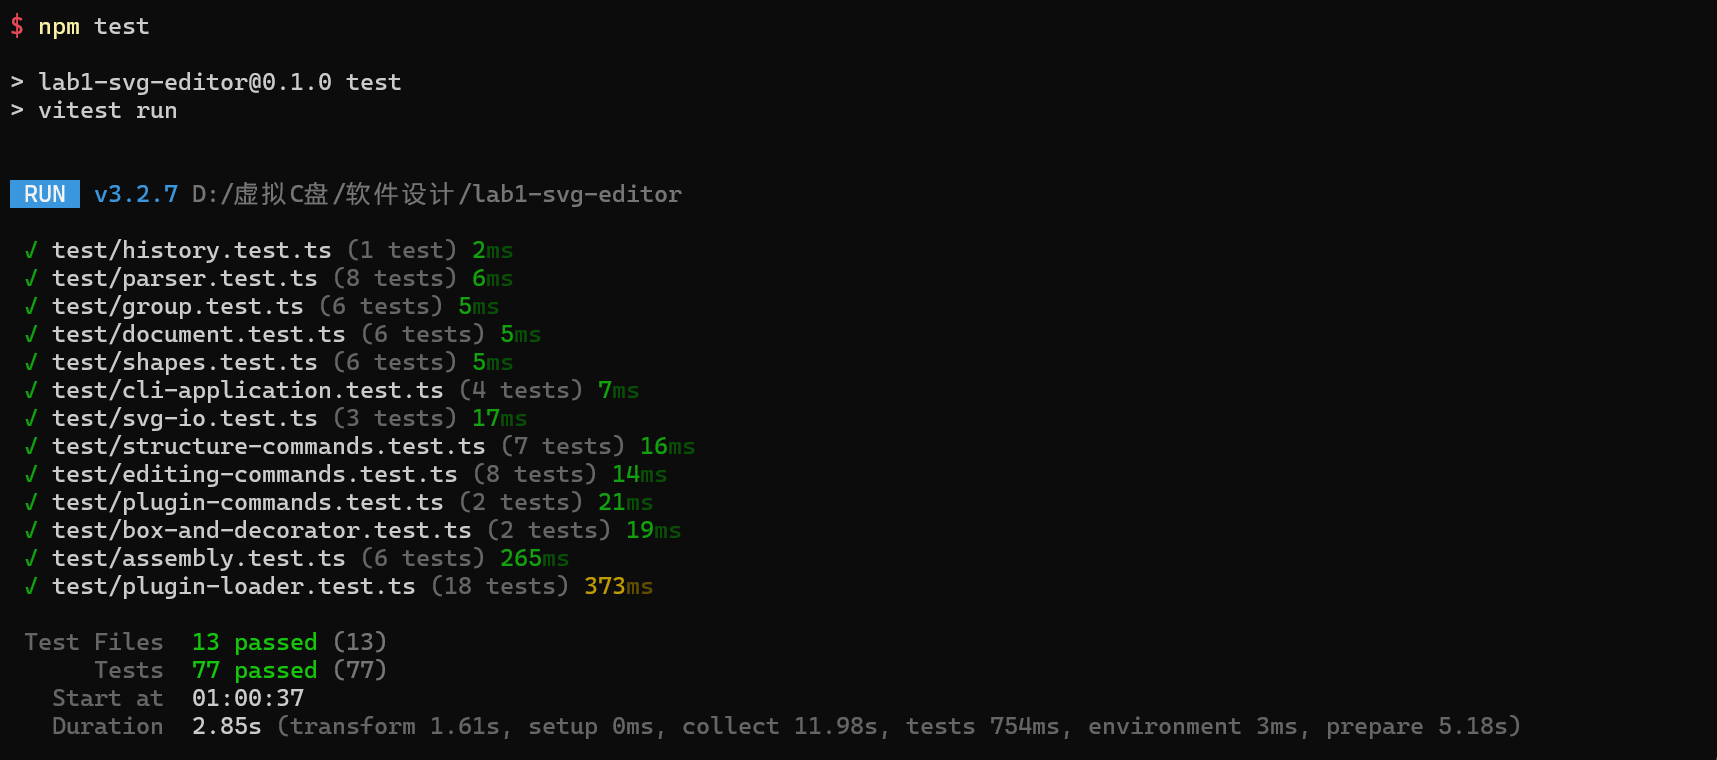 $ npm test
> lab1-svg-editor@0.1.0 test
> vitest run
RUN v3.2.7 D:/虚拟C盘/软件设计/lab1-svg-editor
✓ test/history.test.ts (1 test) 2ms
✓ test/parser.test.ts (8 tests) 6ms
✓ test/group.test.ts (6 tests) 5ms
✓ test/document.test.ts (6 tests) 5ms
✓ test/shapes.test.ts (6 tests) 5ms
✓ test/cli-application.test.ts (4 tests) 7ms
✓ test/svg-io.test.ts (3 tests) 17ms
✓ test/structure-commands.test.ts (7 tests) 16ms
✓ test/editing-commands.test.ts (8 tests) 14ms
✓ test/plugin-commands.test.ts (2 tests) 21ms
✓ test/box-and-decorator.test.ts (2 tests) 19ms
✓ test/assembly.test.ts (6 tests) 265ms
✓ test/plugin-loader.test.ts (18 tests) 373ms
Test Files 13 passed (13)
Tests 77 passed (77)
Start at 01:00:37
Duration 2.85s (transform 1.61s, setup 0ms, collect 11.98s, tests 754ms, environment 3ms, prepare 5.18s)